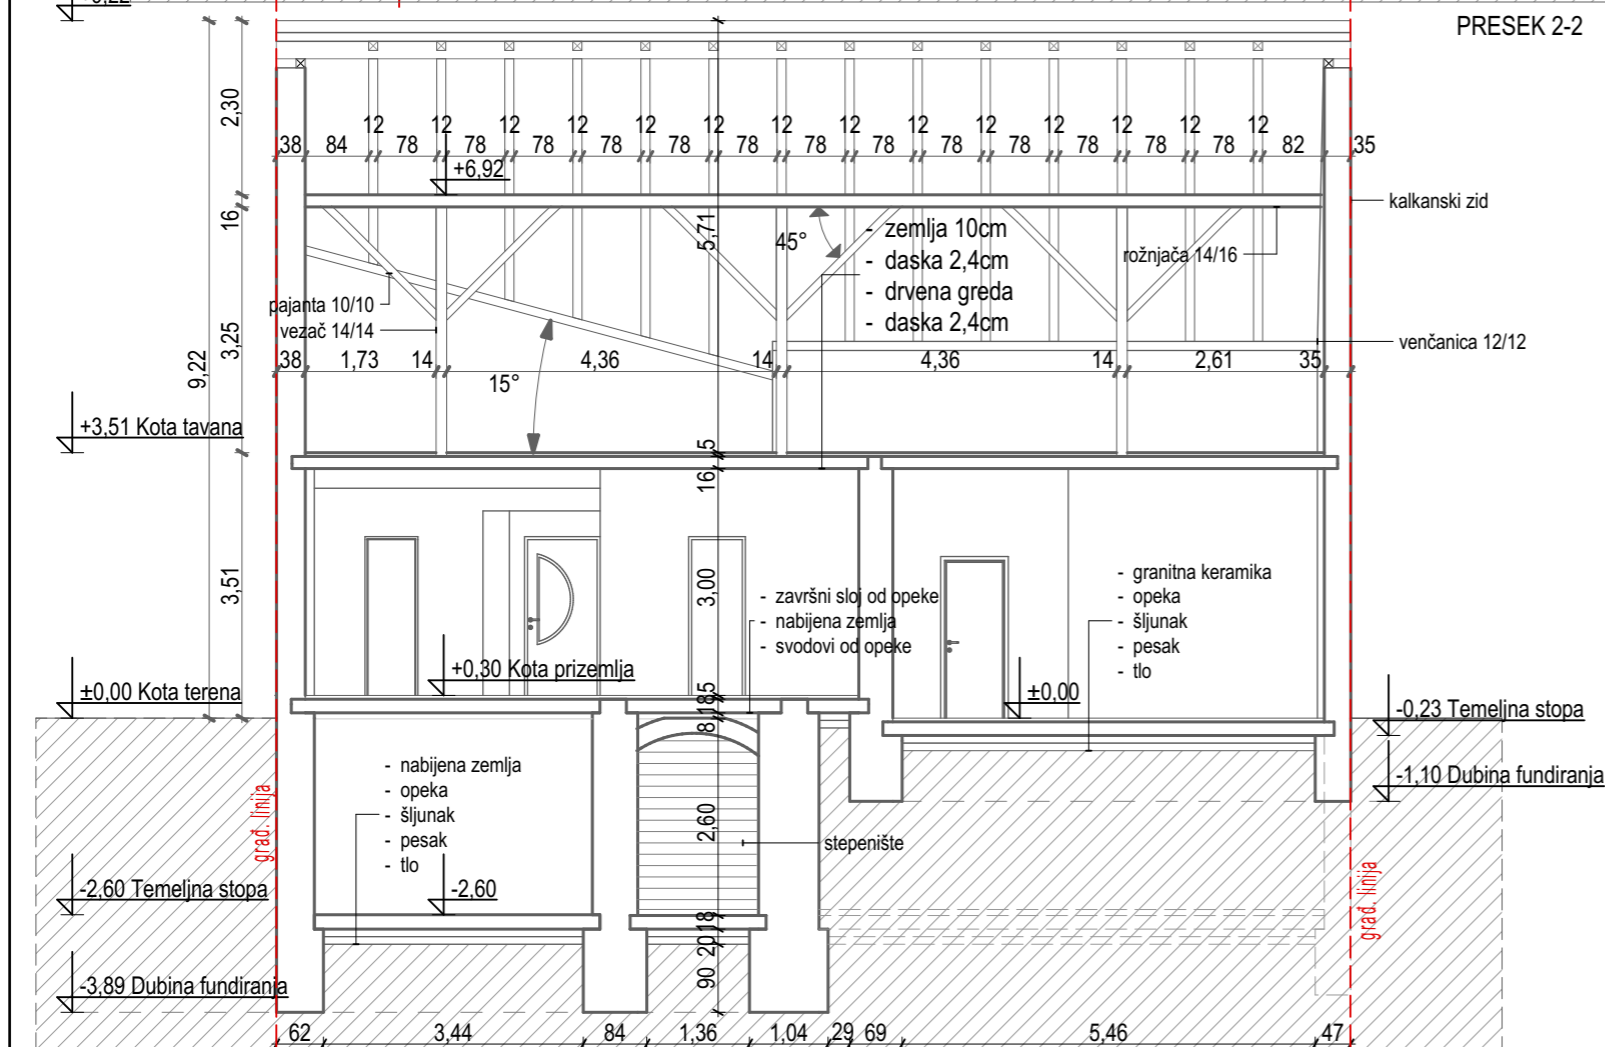 PRESEK 2-2
12 12 12 12 12 12 12 12 12 12 12 12 12 12
38 84 78 78 78 78 78 78 78 78 78 78 78 78 78 82 35
2,30
+6,92
16
5,71
kalkanski zid
45°
- zemlja 10cm
- daska 2,4cm
- drvena greda
- daska 2,4cm
rožnjača 14/16
pajanta 10/10
vezač 14/14
venčanica 12/12
9,22
3,25
38 1,73 14 4,36 14 4,36 14 2,61 35
15°
+3,51 Kota tavana
5
16
3,51
3,00
- završni sloj od opeke
- nabijena zemlja
- svodovi od opeke
- granitna keramika
- opeka
- šljunak
- pesak
- tlo
+0,30 Kota prizemlja
±0,00 Kota terena
±0,00
5
18
8
-0,23 Temeljna stopa
-1,10 Dubina fundiranja
- nabijena zemlja
- opeka
- šljunak
- pesak
- tlo
građ. linija
2,60
stepenište
-2,60 Temeljna stopa
-2,60
građ. linija
18
20
90
-3,89 Dubina fundiranja
62 3,44 84 1,36 1,04 29 69 5,46 47